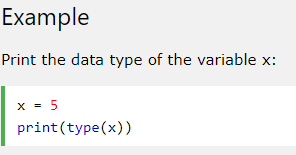 Example
Print the data type of the variable x:
x = 5
print(type(x))